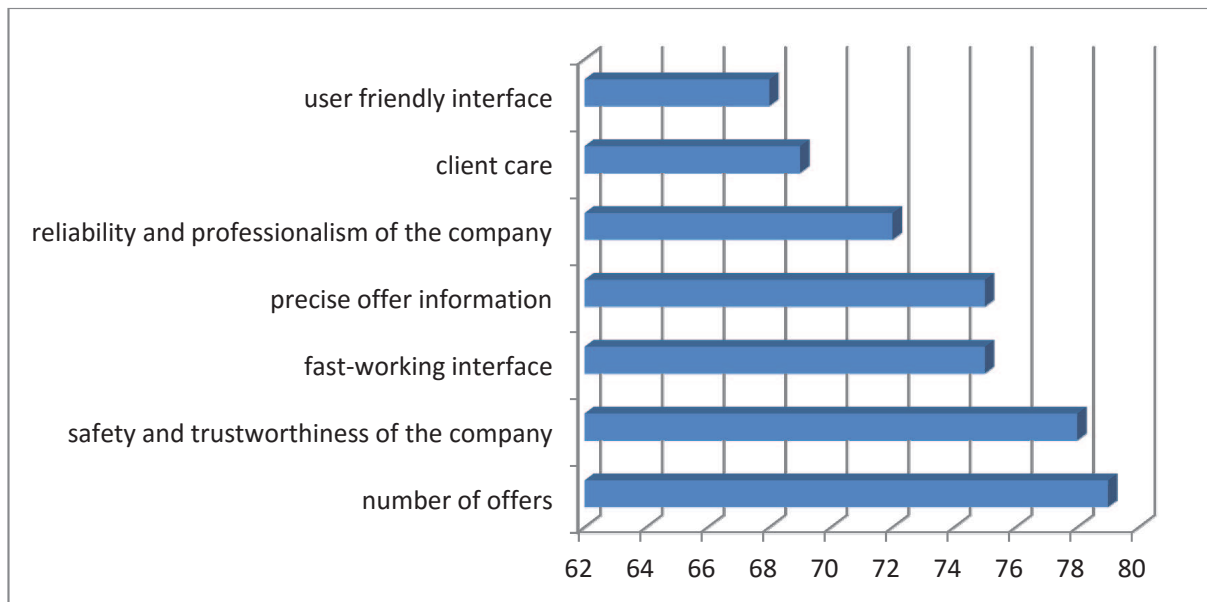 user friendly interface
client care
reliability and professionalism of the company
precise offer information
fast-working interface
safety and trustworthiness of the company
number of offers
62 64 66 68 70 72 74 76 78 80